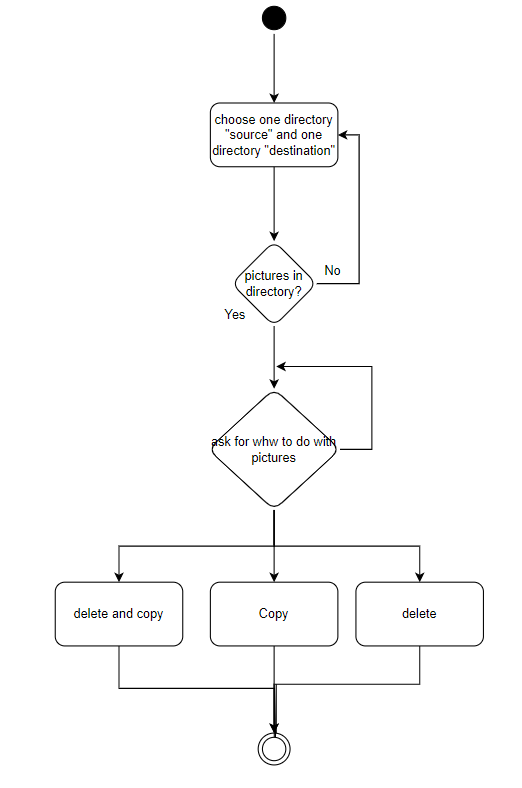 choose one directory
"source" and one
directory "destination"
pictures in
directory?
No
Yes
ask for whw to do with
pictures
delete and copy
Copy
delete